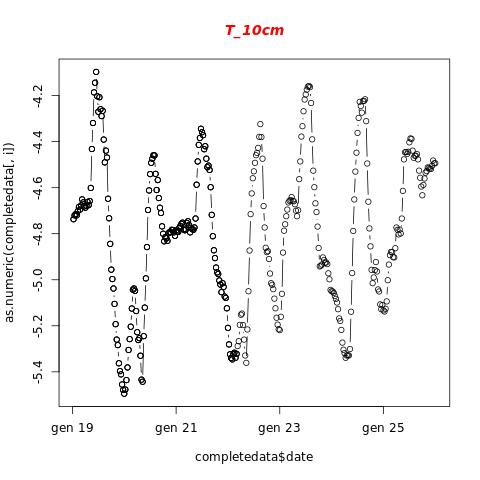 T_10cm
as.numeric(completedata[, i])
-4.2
-4.4
-4.6
-4.8
-5.0
-5.2
-5.4
gen 19
gen 21
gen 23
gen 25
completedata$date